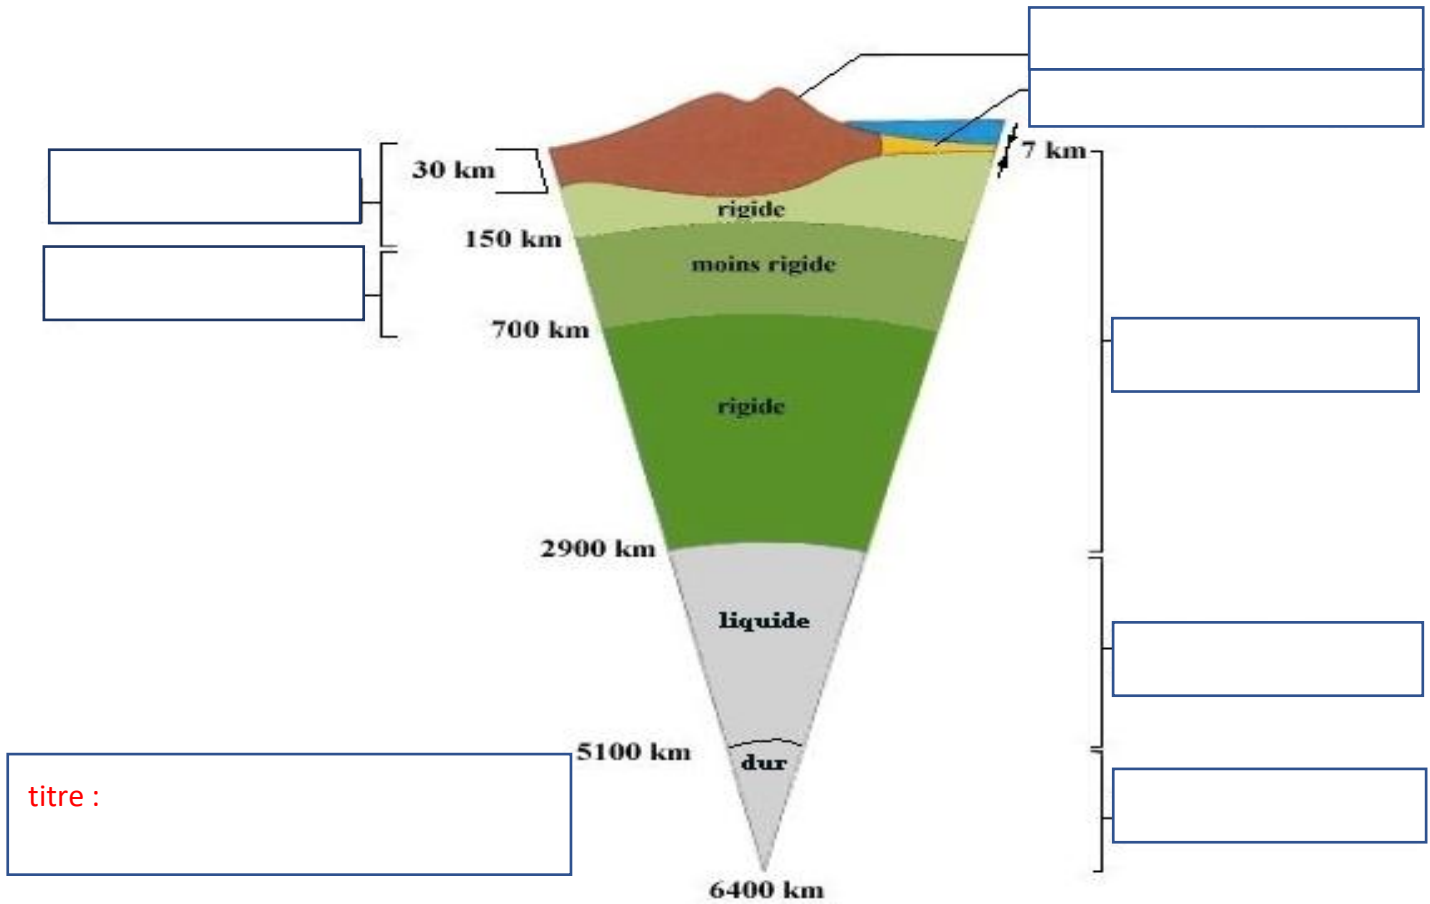 7 km
30 km
rigide
150 km
moins rigide
700 km
rigide
2900 km
liquide
5100 km
dur
titre :
6400 km